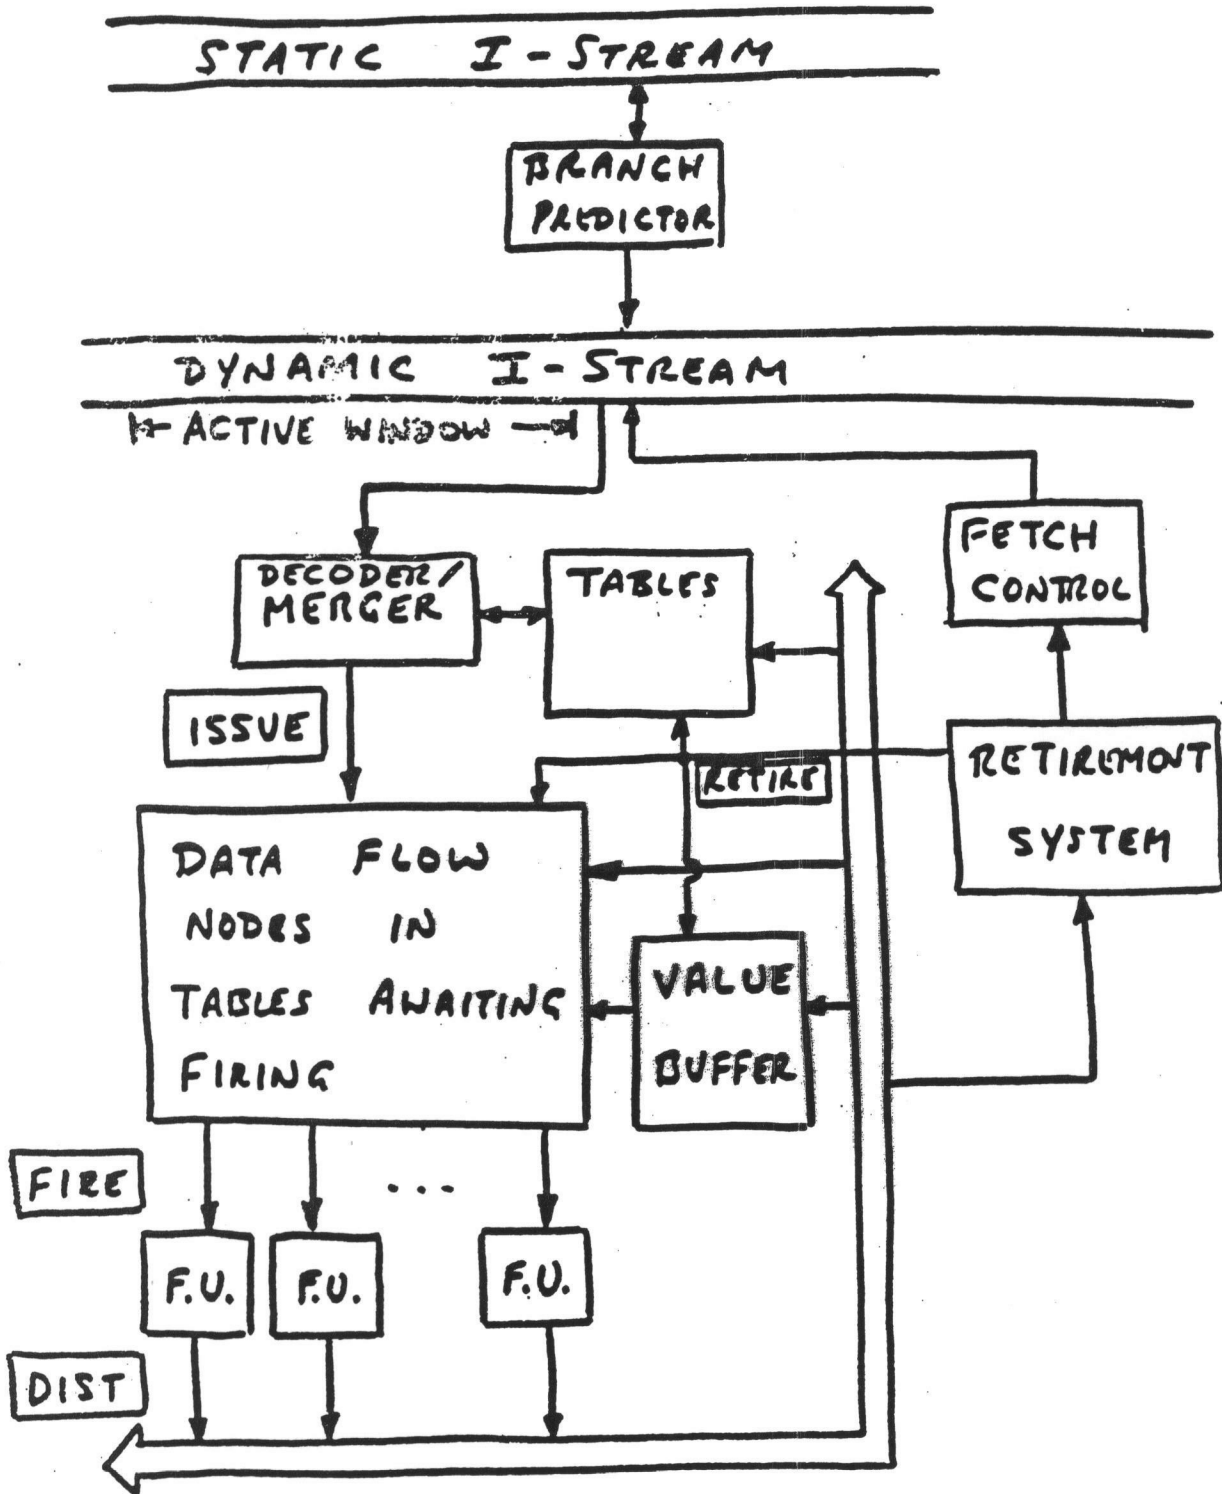 STATIC I-STREAM
BRANCH
PREDICTOR
DYNAMIC I-STREAM
ACTIVE WINDOW
FETCH
CONTROL
DECODER/
MERGER
TABLES
ISSUE
RETIRE
RETIREMONT
SYSTEM
DATA FLOW
NODES IN
TABLES AWAITING
FIRING
VALUE
BUFFER
FIRE
...
F.U.
F.U.
F.U.
DIST